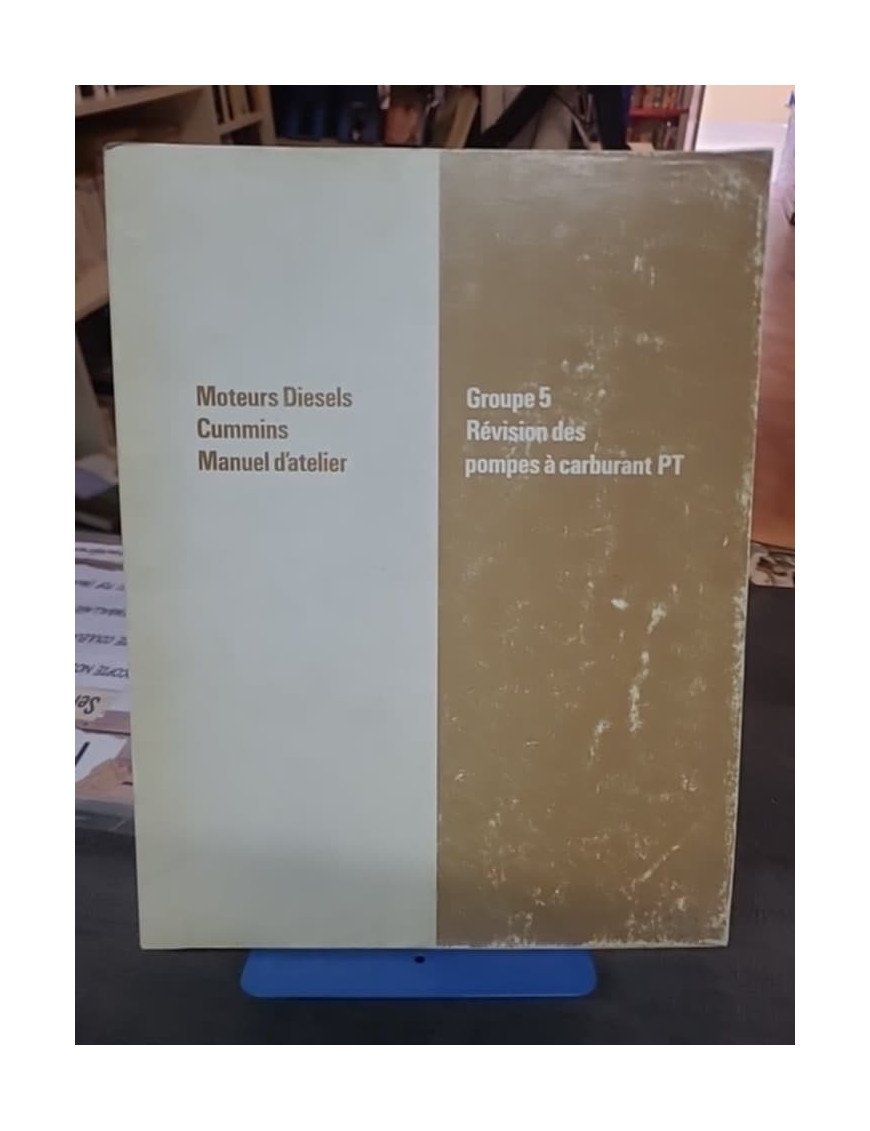 Moteurs Diesels
Cummins
Manuel d'atelier
Groupe 5
Révision des
pompes à carburant PT